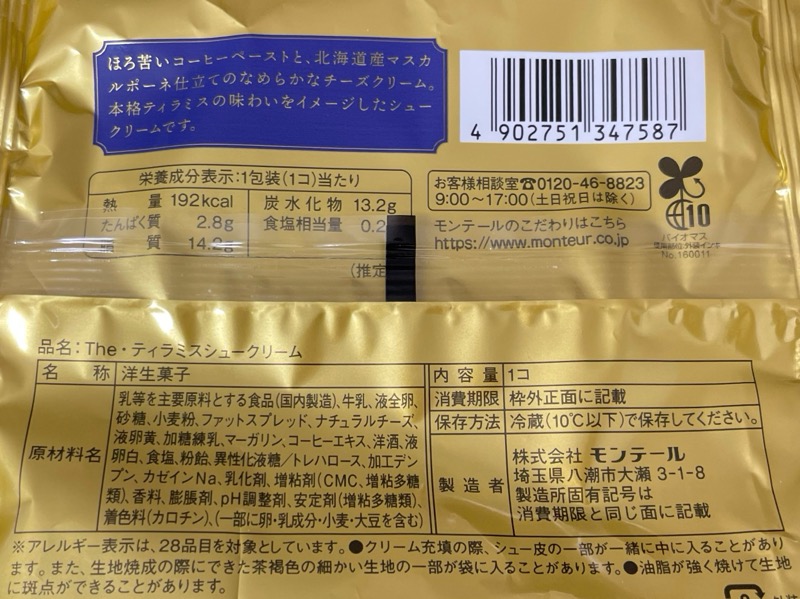 ほろ苦いコーヒーペーストと、北海道産マスカ
ルポーネ仕立てのなめらかなチーズクリーム。
本格ティラミスの味わいをイメージしたシュー
クリームです。
4 902751 347587
栄養成分表示:1包装(1コ)当たり
熱量 192kcal 炭水化物 13.2g
たんぱく質 2.8g 食塩相当量 0.2
質 14.2g
(推定
お客様相談室☎0120-46-8823
9:00~17:00(土日祝日は除く)
モンテールのこだわりはこちら
https://www.monteur.co.jp
10
バイオマス
No.160011
品名:The・ティラミスシュークリーム
名称 洋生菓子
原材料名 乳等を主要原料とする食品(国内製造)、牛乳、液全卵、
砂糖、小麦粉、ファットスプレッド、ナチュラルチーズ、
液卵黄、加糖練乳、マーガリン、コーヒーエキス、洋酒、液
卵白、食塩、粉飴、異性化液糖/トレハロース、加工デン
プン、カゼインNa、乳化剤、増粘剤(CMC、増粘多糖
類)、香料、膨脹剤、pH調整剤、安定剤(増粘多糖類)、
着色料(カロチン)、(一部に卵・乳成分・小麦・大豆を含む)
内容量 1コ
消費期限 枠外正面に記載
保存方法 冷蔵(10℃以下)で保存してください。
製造者 株式会社 モンテール
埼玉県八潮市大瀬 3-1-8
製造所固有記号は
消費期限と同じ面に記載
※アレルギー表示は、28品目を対象としています。●クリーム充填の際、シュー皮の一部が一緒に中に入ることがあり
ます。また、生地焼成の際にできた茶褐色の細かい生地の一部が袋に入ることがあります。●油脂が強く焼けて生地
に斑点ができることがあります。